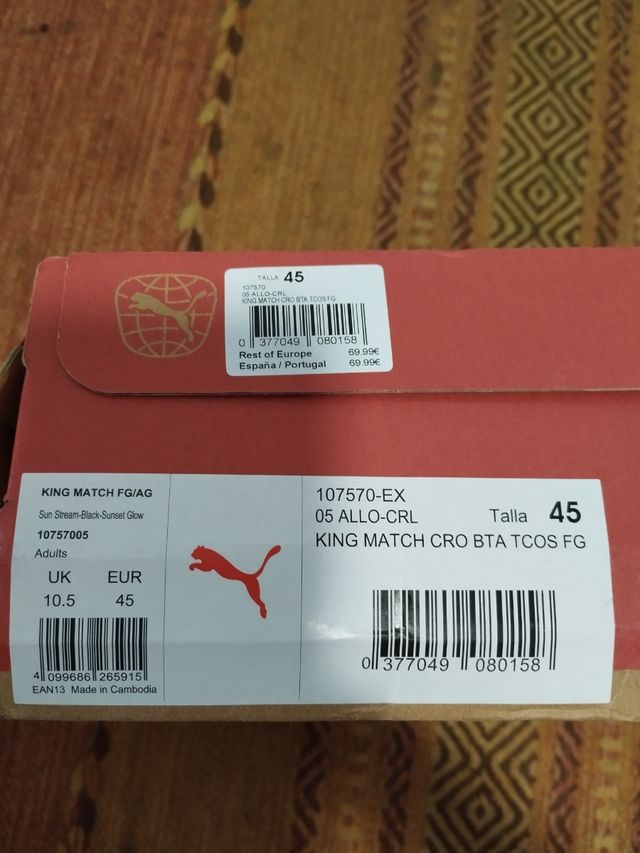 TALLA 45
107570
05 ALLO-CRL
KING MATCH CRO BTA TCOS FG
0 377049 080158
Rest of Europe 69.99€
España / Portugal 69.99€
KING MATCH FG/AG
Sun Stream-Black-Sunset Glow
10757005
Adults
UK EUR
10.5 45
4 099686 265915
EAN13 Made in Cambodia
107570-EX
05 ALLO-CRL Talla 45
KING MATCH CRO BTA TCOS FG
0 377049 080158